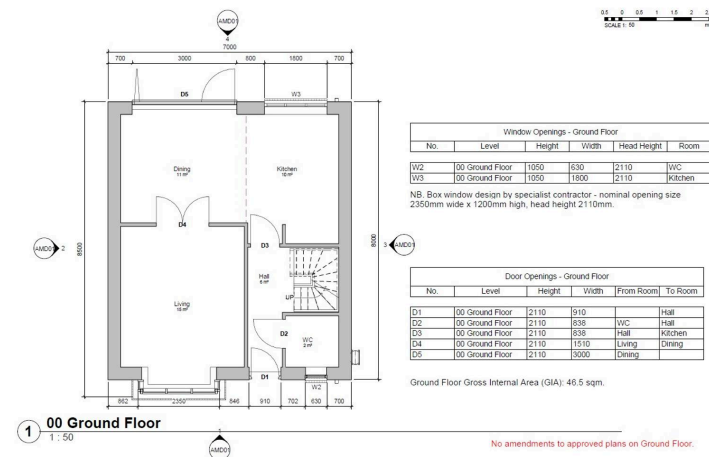 0.5 0 0.5 1 1.5 2 2.
SCALE 1: 50 m
AMD01
4
7000
700 3000 800 1800 700
D5 W3
Dining
11 m²
Kitchen
10 m²
D4
D3
Hall
6 m²
UP
Living
D2
WC
2 m²
D1
W2
8500
8000
AMD01 2
3 AMD01
862 2350 646 910 702 630 700
1 00 Ground Floor
1 : 50
1
AMD01
Window Openings - Ground Floor
No. Level Height Width Head Height Room
W2 00 Ground Floor 1050 630 2110 WC
W3 00 Ground Floor 1050 1800 2110 Kitchen
NB. Box window design by specialist contractor - nominal opening size
2350mm wide x 1200mm high, head height 2110mm.
Door Openings - Ground Floor
No. Level Height Width From Room To Room
D1 00 Ground Floor 2110 910 Hall
D2 00 Ground Floor 2110 838 WC Hall
D3 00 Ground Floor 2110 838 Hall Kitchen
D4 00 Ground Floor 2110 1510 Living Dining
D5 00 Ground Floor 2110 3000 Dining
Ground Floor Gross Internal Area (GIA): 46.5 sqm.
No amendments to approved plans on Ground Floor.